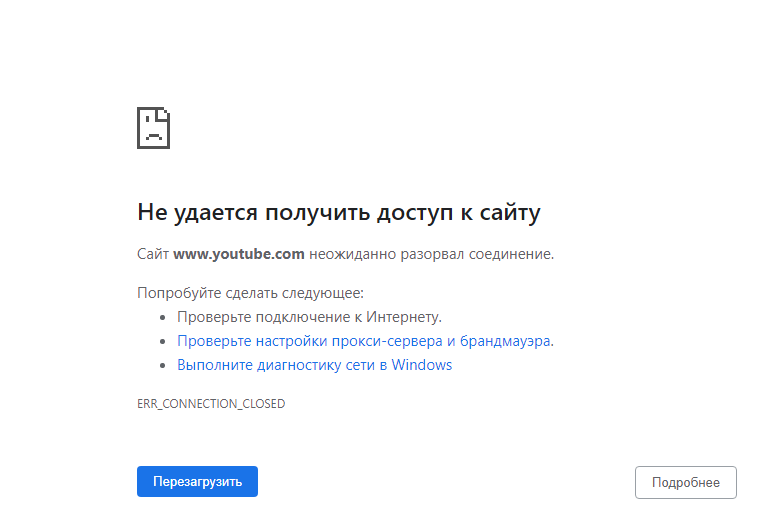 Не удается получить доступ к сайту
Сайт www.youtube.com неожиданно разорвал соединение.
Попробуйте сделать следующее:
• Проверьте подключение к Интернету.
• Проверьте настройки прокси-сервера и брандмауэра.
• Выполните диагностику сети в Windows
ERR_CONNECTION_CLOSED
Перезагрузить
Подробнее